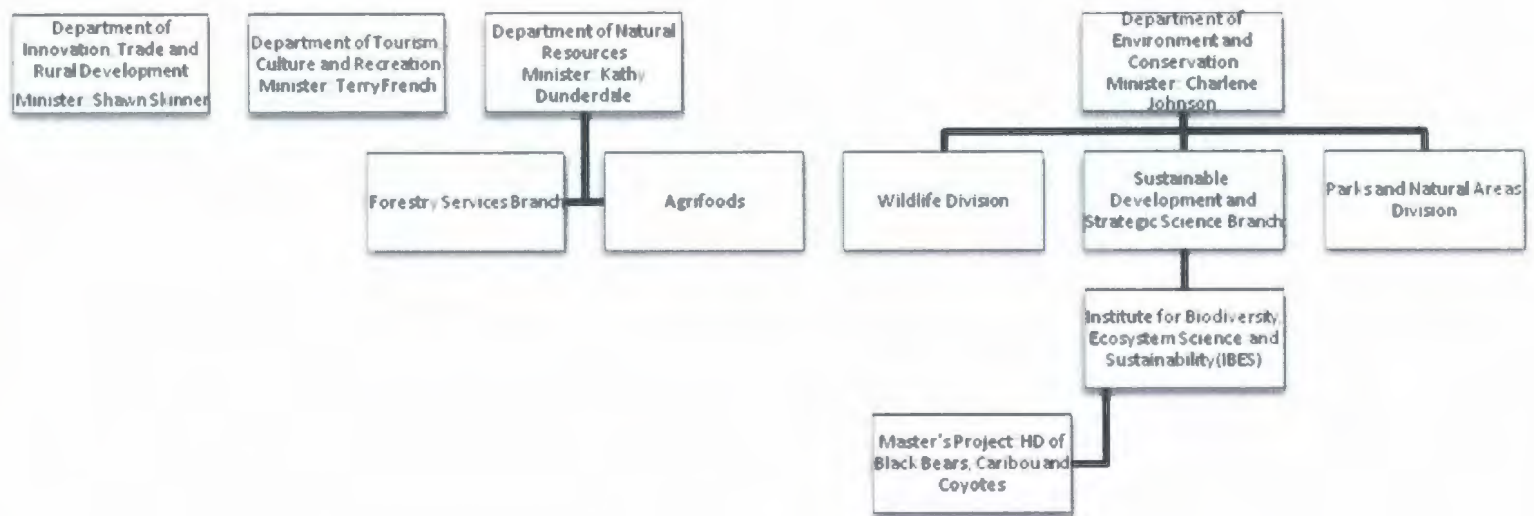 Department of
Innovation Trade and
Rural Development
Minister Shawn Skinner
Department of Tourism
Culture and Recreation
Minister Terry French
Department of Natural
Resources
Minister Kathy
Dunderdale
Department of
Environment and
Conservation
Minister Charlene
Johnson
Forestry Services Branch
Agrifoods
Wildlife Division
Sustainable
Development and
Strategic Science Branch
Parks and Natural Areas
Division
Institute for Biodiversity
Ecosystem Science and
Sustainability(IBES)
Master's Project HD of
Black Bears, Caribou and
Coyotes